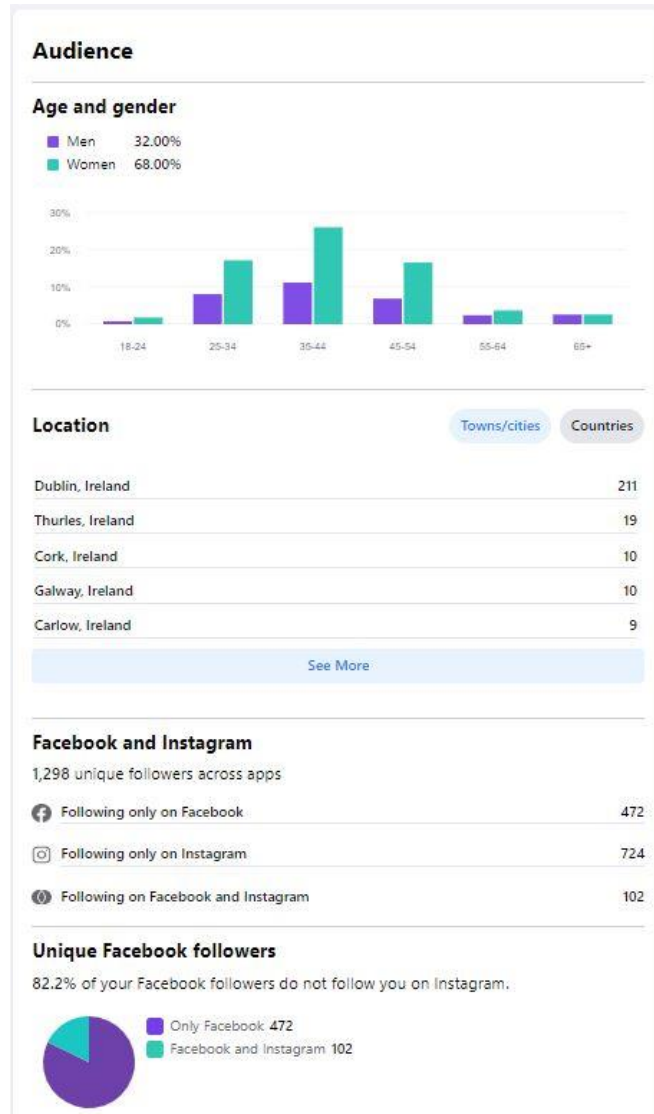 Audience
Age and gender
Men 32.00%
Women 68.00%
30%
20%
10%
0%
18-24 25-34 35-44 45-54 55-64 65+
Location Towns/cities Countries
Dublin, Ireland 211
Thurles, Ireland 19
Cork, Ireland 10
Galway, Ireland 10
Carlow, Ireland 9
See More
Facebook and Instagram
1,298 unique followers across apps
Following only on Facebook 472
Following only on Instagram 724
Following on Facebook and Instagram 102
Unique Facebook followers
82.2% of your Facebook followers do not follow you on Instagram.
Only Facebook 472
Facebook and Instagram 102